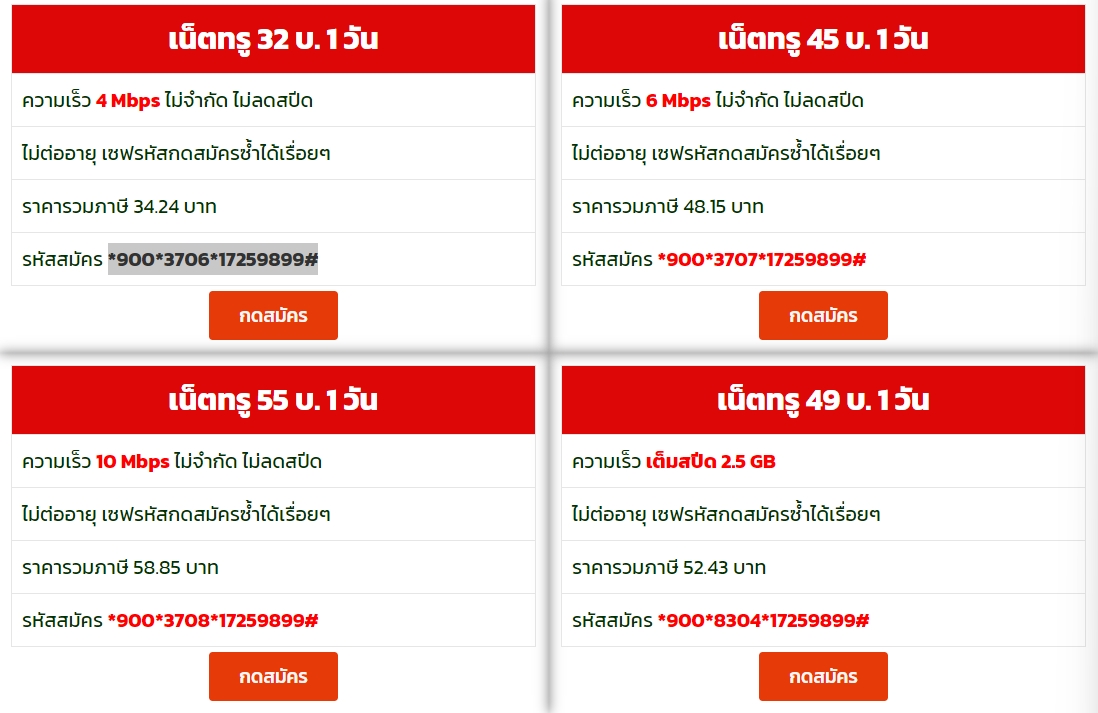 เน็ตทรู 32 บ. 1 วัน
ความเร็ว 4 Mbps ไม่จำกัด ไม่ลดสปีด
ไม่ต่ออายุ เซฟรหัสกดสมัครซ้ำได้เรื่อยๆ
ราคารวมภาษี 34.24 บาท
รหัสสมัคร *900*3706*17259899#
กดสมัคร
เน็ตทรู 45 บ. 1 วัน
ความเร็ว 6 Mbps ไม่จำกัด ไม่ลดสปีด
ไม่ต่ออายุ เซฟรหัสกดสมัครซ้ำได้เรื่อยๆ
ราคารวมภาษี 48.15 บาท
รหัสสมัคร *900*3707*17259899#
กดสมัคร
เน็ตทรู 55 บ. 1 วัน
ความเร็ว 10 Mbps ไม่จำกัด ไม่ลดสปีด
ไม่ต่ออายุ เซฟรหัสกดสมัครซ้ำได้เรื่อยๆ
ราคารวมภาษี 58.85 บาท
รหัสสมัคร *900*3708*17259899#
กดสมัคร
เน็ตทรู 49 บ. 1 วัน
ความเร็ว เต็มสปีด 2.5 GB
ไม่ต่ออายุ เซฟรหัสกดสมัครซ้ำได้เรื่อยๆ
ราคารวมภาษี 52.43 บาท
รหัสสมัคร *900*8304*17259899#
กดสมัคร